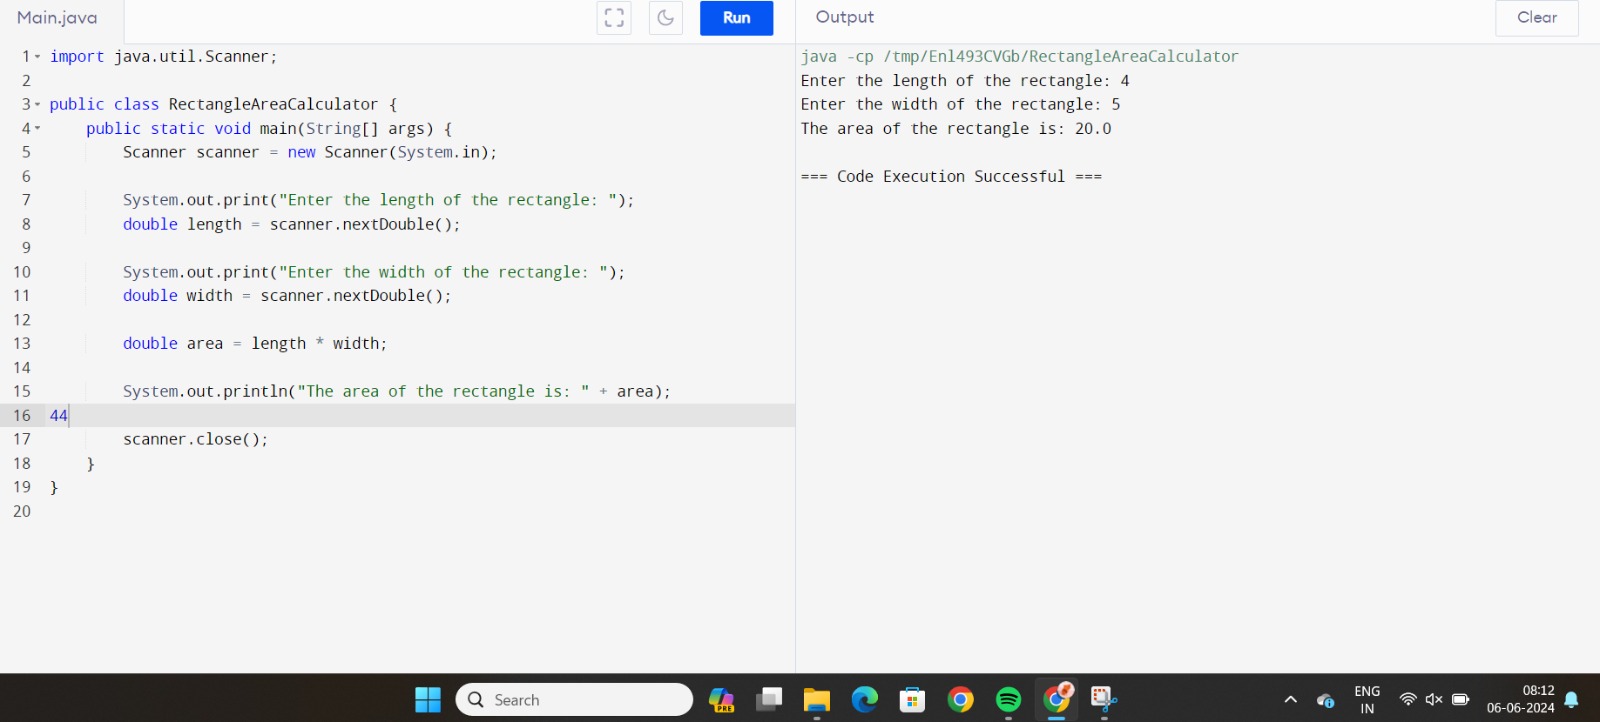 Main.java
Run
Output
Clear
1 import java.util.Scanner;
2
3 public class RectangleAreaCalculator {
4 public static void main(String[] args) {
5 Scanner scanner = new Scanner(System.in);
6
7 System.out.print("Enter the length of the rectangle: ");
8 double length = scanner.nextDouble();
9
10 System.out.print("Enter the width of the rectangle: ");
11 double width = scanner.nextDouble();
12
13 double area = length * width;
14
15 System.out.println("The area of the rectangle is: " + area);
16 44
17 scanner.close();
18 }
19 }
20
java -cp /tmp/Enl493CVGb/RectangleAreaCalculator
Enter the length of the rectangle: 4
Enter the width of the rectangle: 5
The area of the rectangle is: 20.0
=== Code Execution Successful ===
Search
PRE
ENG
IN
08:12
06-06-2024